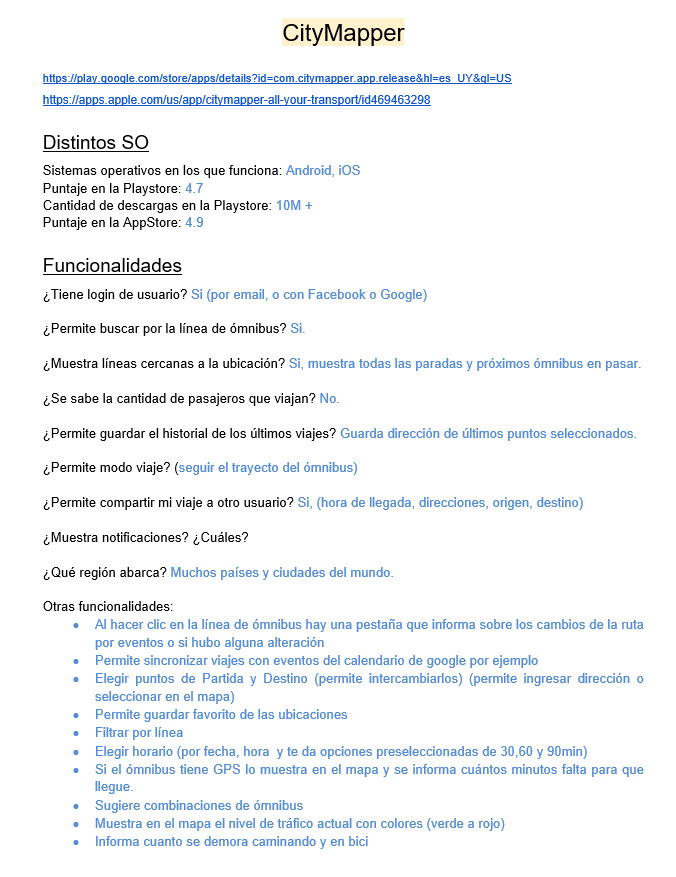 CityMapper
https://play.google.com/store/apps/details?id=com.citymapper.app.release&hl=es_UY&gl=US
https://apps.apple.com/us/app/citymapper-all-your-transport/id469463298
Distintos SO
Sistemas operativos en los que funciona: Android, iOS
Puntaje en la Playstore: 4.7
Cantidad de descargas en la Playstore: 10M +
Puntaje en la AppStore: 4.9
Funcionalidades
¿Tiene login de usuario? Si (por email, o con Facebook o Google)
¿Permite buscar por la línea de ómnibus? Si.
¿Muestra líneas cercanas a la ubicación? Si, muestra todas las paradas y próximos ómnibus en pasar.
¿Se sabe la cantidad de pasajeros que viajan? No.
¿Permite guardar el historial de los últimos viajes? Guarda dirección de últimos puntos seleccionados.
¿Permite modo viaje? (seguir el trayecto del ómnibus)
¿Permite compartir mi viaje a otro usuario? Si, (hora de llegada, direcciones, origen, destino)
¿Muestra notificaciones? ¿Cuáles?
¿Qué región abarca? Muchos países y ciudades del mundo.
Otras funcionalidades:
• Al hacer clic en la línea de ómnibus hay una pestaña que informa sobre los cambios de la ruta
por eventos o si hubo alguna alteración
• Permite sincronizar viajes con eventos del calendario de google por ejemplo
• Elegir puntos de Partida y Destino (permite intercambiarlos) (permite ingresar dirección o
seleccionar en el mapa)
• Permite guardar favorito de las ubicaciones
• Filtrar por línea
• Elegir horario (por fecha, hora y te da opciones preseleccionadas de 30,60 y 90min)
• Si el ómnibus tiene GPS lo muestra en el mapa y se informa cuántos minutos falta para que
llegue.
• Sugiere combinaciones de ómnibus
• Muestra en el mapa el nivel de tráfico actual con colores (verde a rojo)
• Informa cuanto se demora caminando y en bici